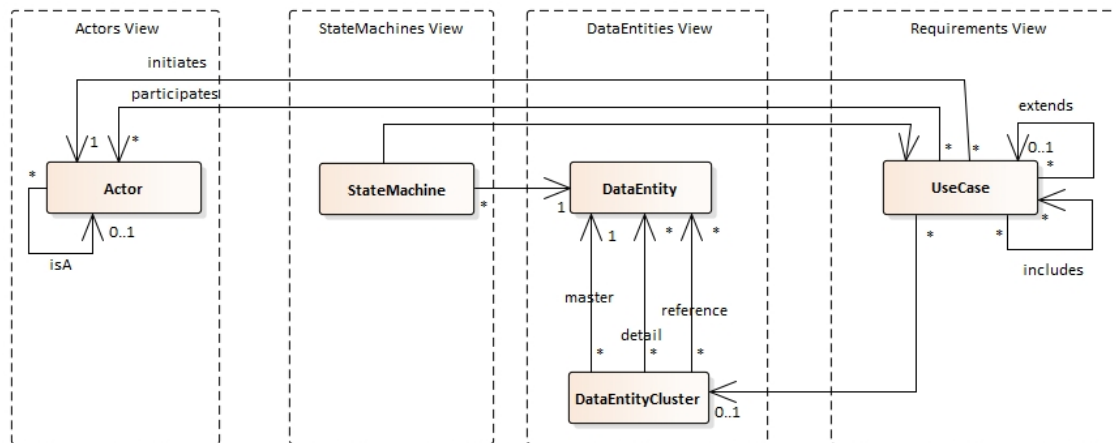 Actors View
StateMachines View
DataEntities View
Requirements View
initiates
participates
extends
1
*
*
*
0..1
*
*
Actor
StateMachine
DataEntity
UseCase
*
1
*
0..1
*
*
*
*
*
1
isA
includes
master
reference
detail
*
*
*
DataEntityCluster
0..1